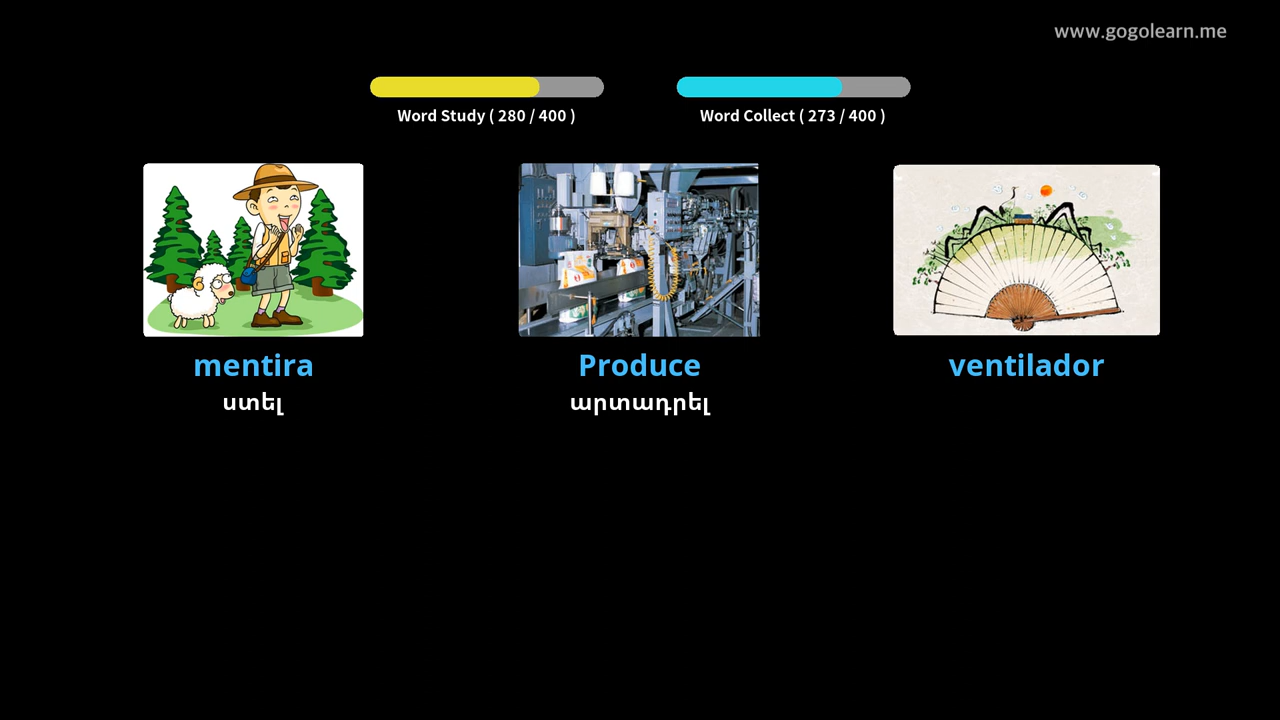 www.gogolearn.me
Word Study ( 280 / 400 )
Word Collect ( 273 / 400 )
mentira
Produce
ventilador
ստել
արտադրել